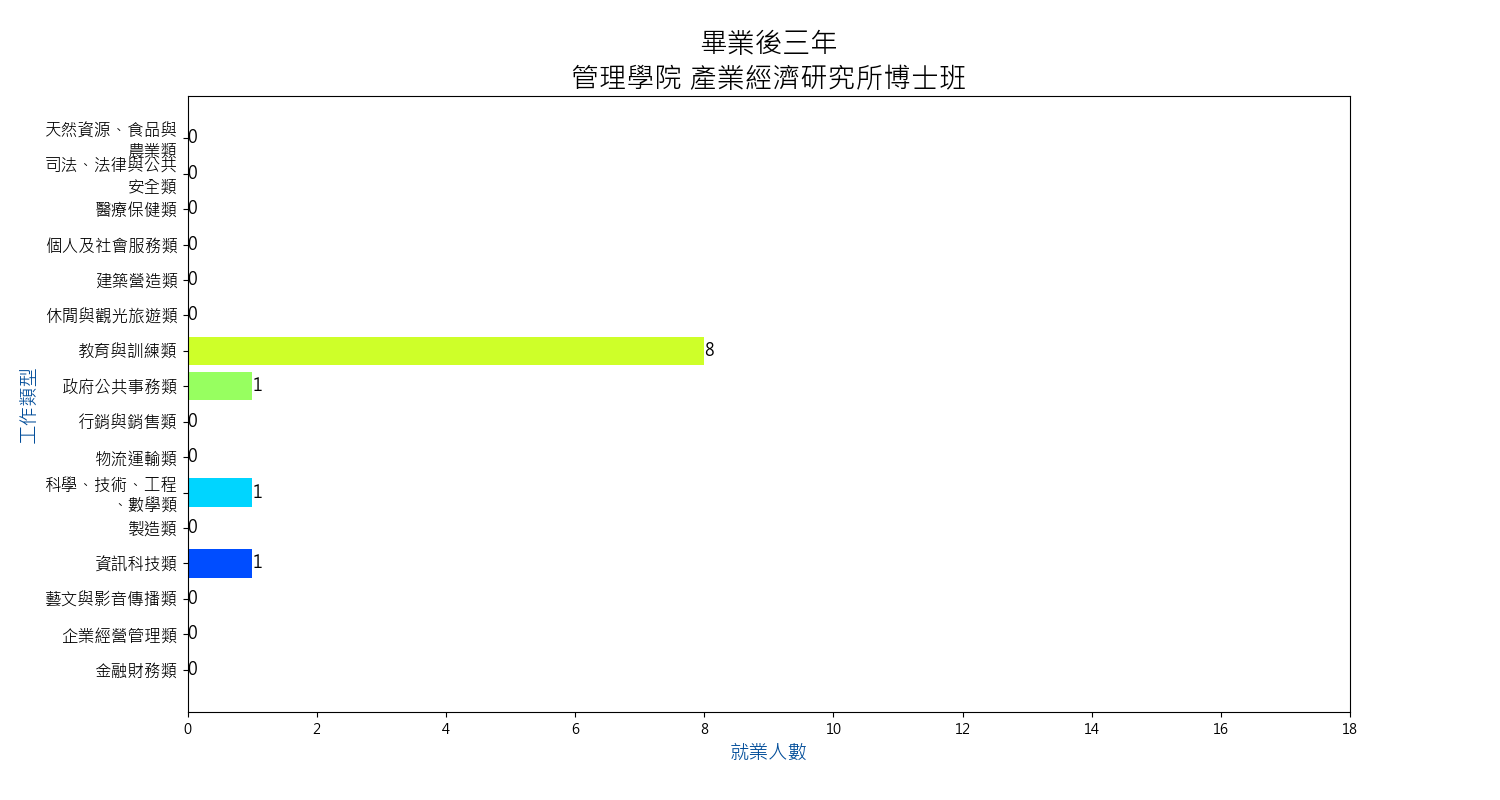 畢業後三年
管理學院 產業經濟研究所博士班
天然資源、食品與
農業類
0
司法、法律與公共
安全類
0
醫療保健類
0
個人及社會服務類
0
建築營造類
0
休閒與觀光旅遊類
0
教育與訓練類
8
政府公共事務類
1
行銷與銷售類
0
物流運輸類
0
科學、技術、工程
、數學類
1
製造類
0
資訊科技類
1
藝文與影音傳播類
0
企業經營管理類
0
金融財務類
0
工作類型
0 2 4 6 8 10 12 14 16 18
就業人數